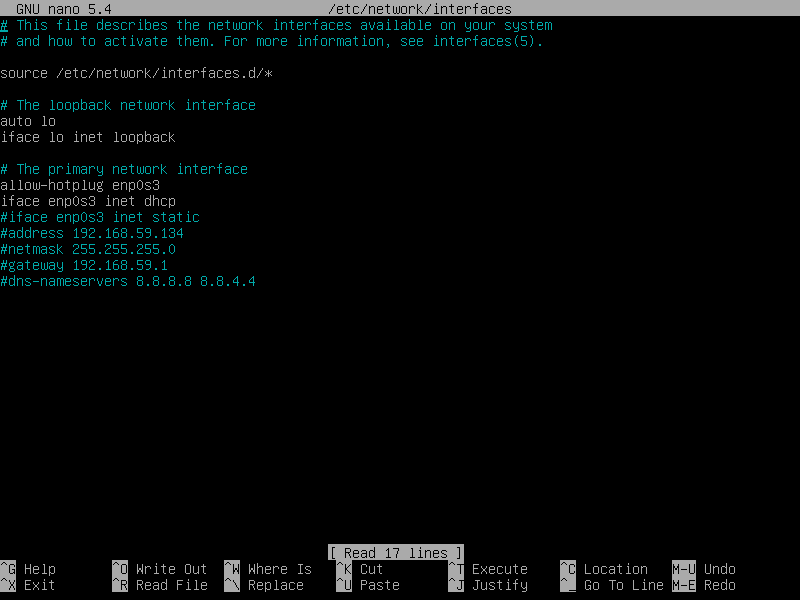 GNU nano 5.4 /etc/network/interfaces
# This file describes the network interfaces available on your system
# and how to activate them. For more information, see interfaces(5).
source /etc/network/interfaces.d/*
# The loopback network interface
auto lo
iface lo inet loopback
# The primary network interface
allow-hotplug enp0s3
iface enp0s3 inet dhcp
#iface enp0s3 inet static
#address 192.168.59.134
#netmask 255.255.255.0
#gateway 192.168.59.1
#dns-nameservers 8.8.8.8 8.8.4.4
[ Read 17 lines ]
^G Help ^O Write Out ^W Where Is ^K Cut ^T Execute ^C Location M-U Undo
^X Exit ^R Read File ^\ Replace ^U Paste ^J Justify ^_ Go To Line M-E Redo